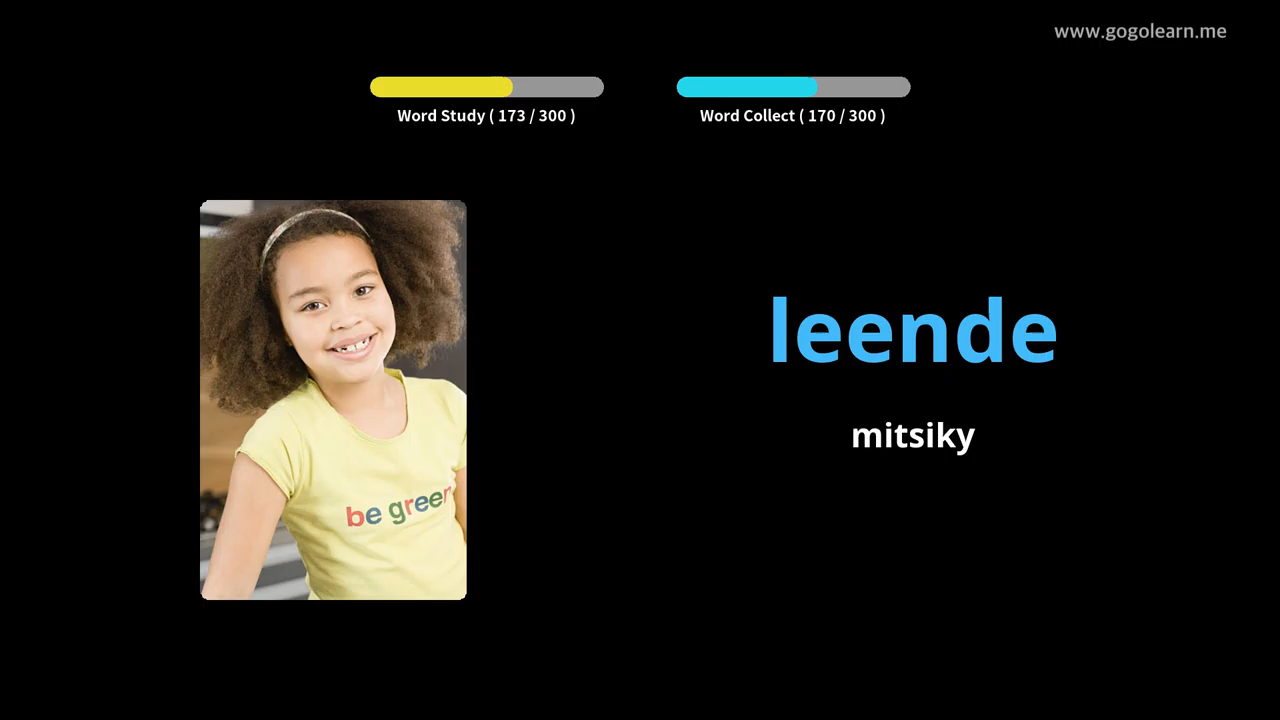 www.gogolearn.me
Word Study ( 173 / 300 )
Word Collect ( 170 / 300 )
leende
mitsiky
be green